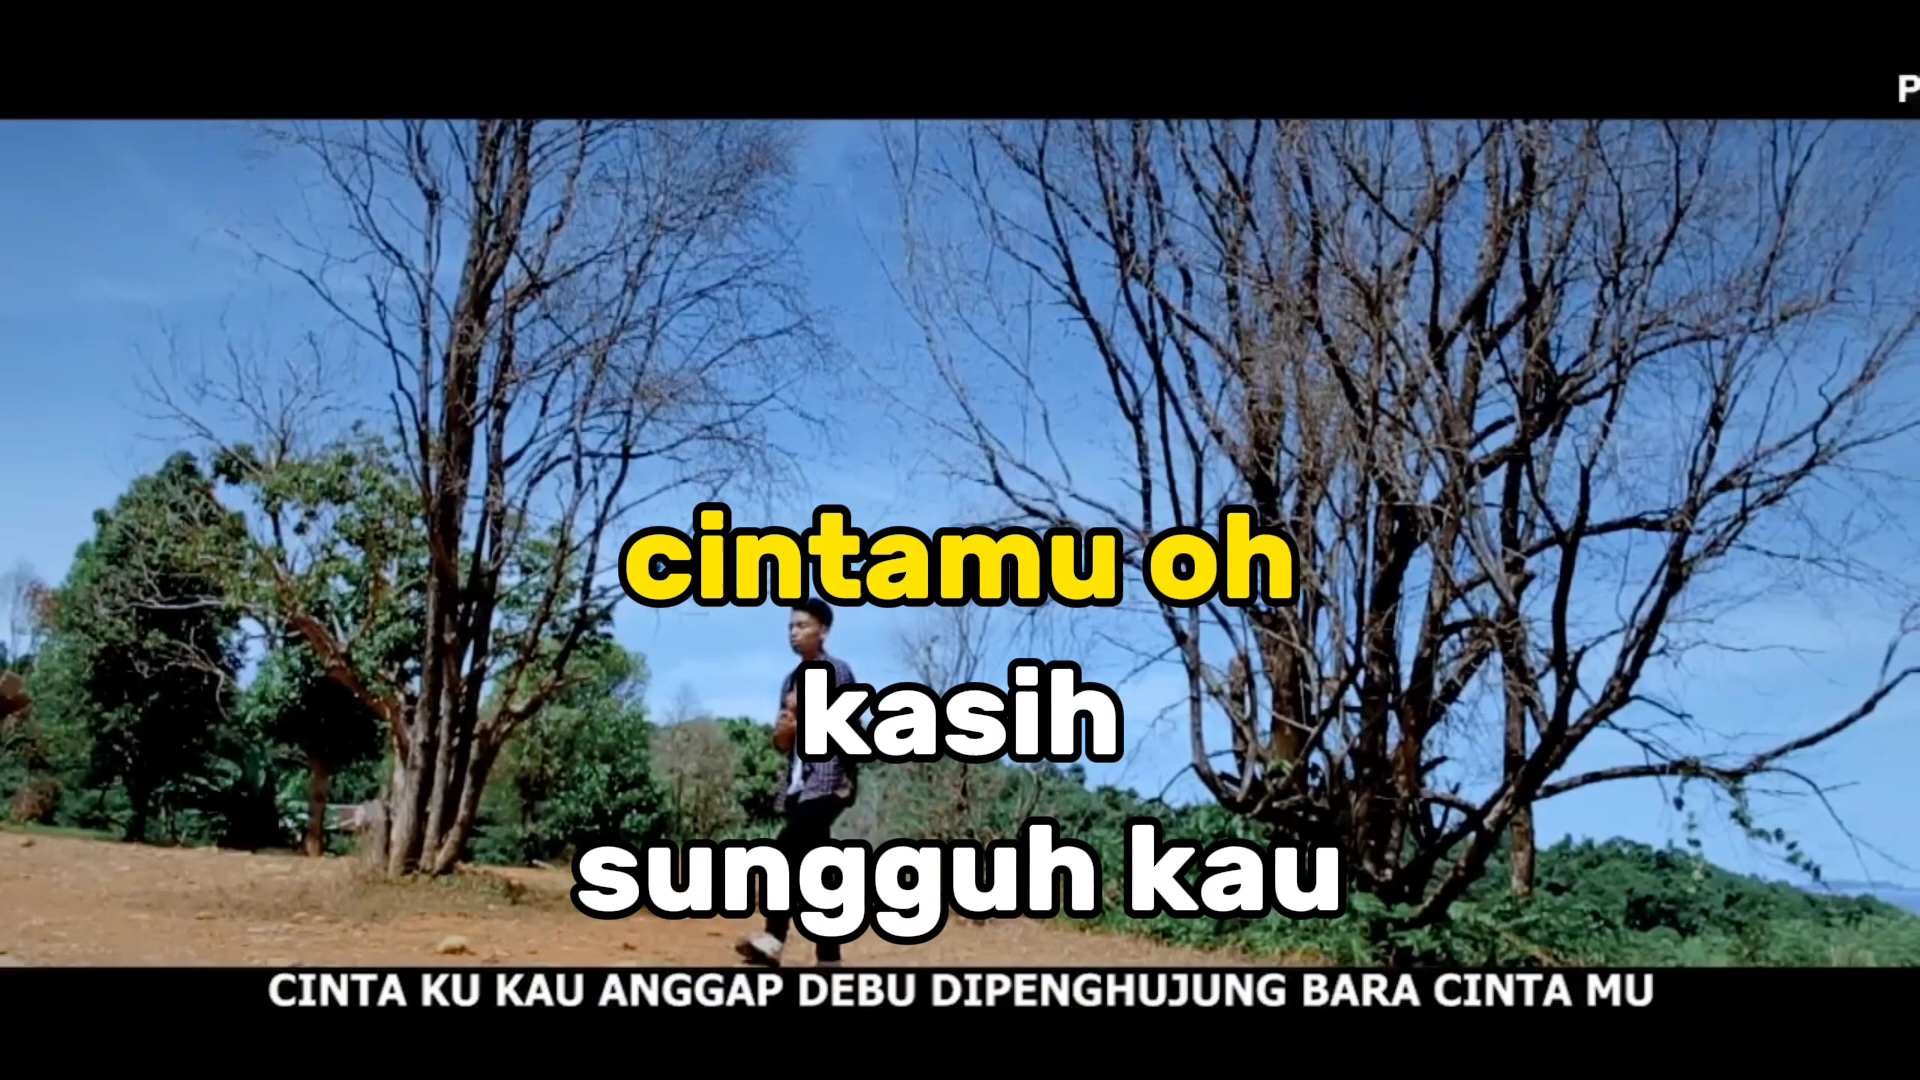 P
cintamu oh
kasih
sungguh kau
CINTA KU KAU ANGGAP DEBU DIPENGHUJUNG BARA CINTA MU